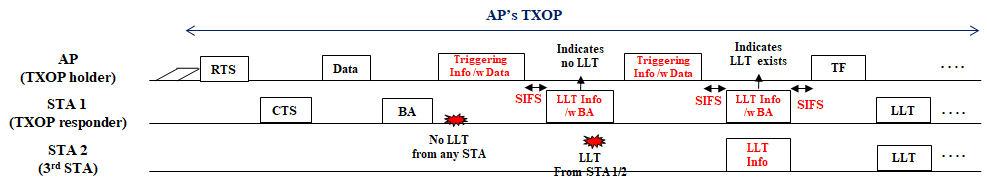 AP's TXOP
AP
(TXOP holder)
RTS
Data
Triggering
Info /w Data
Indicates
no LLT
Triggering
Info /w Data
Indicates
LLT exists
TF
....
SIFS
SIFS
SIFS
STA 1
(TXOP responder)
CTS
BA
LLT Info
/w BA
LLT Info
/w BA
LLT
....
No LLT
from any STA
STA 2
(3rd STA)
LLT
From STA 1/2
LLT
Info
LLT
....